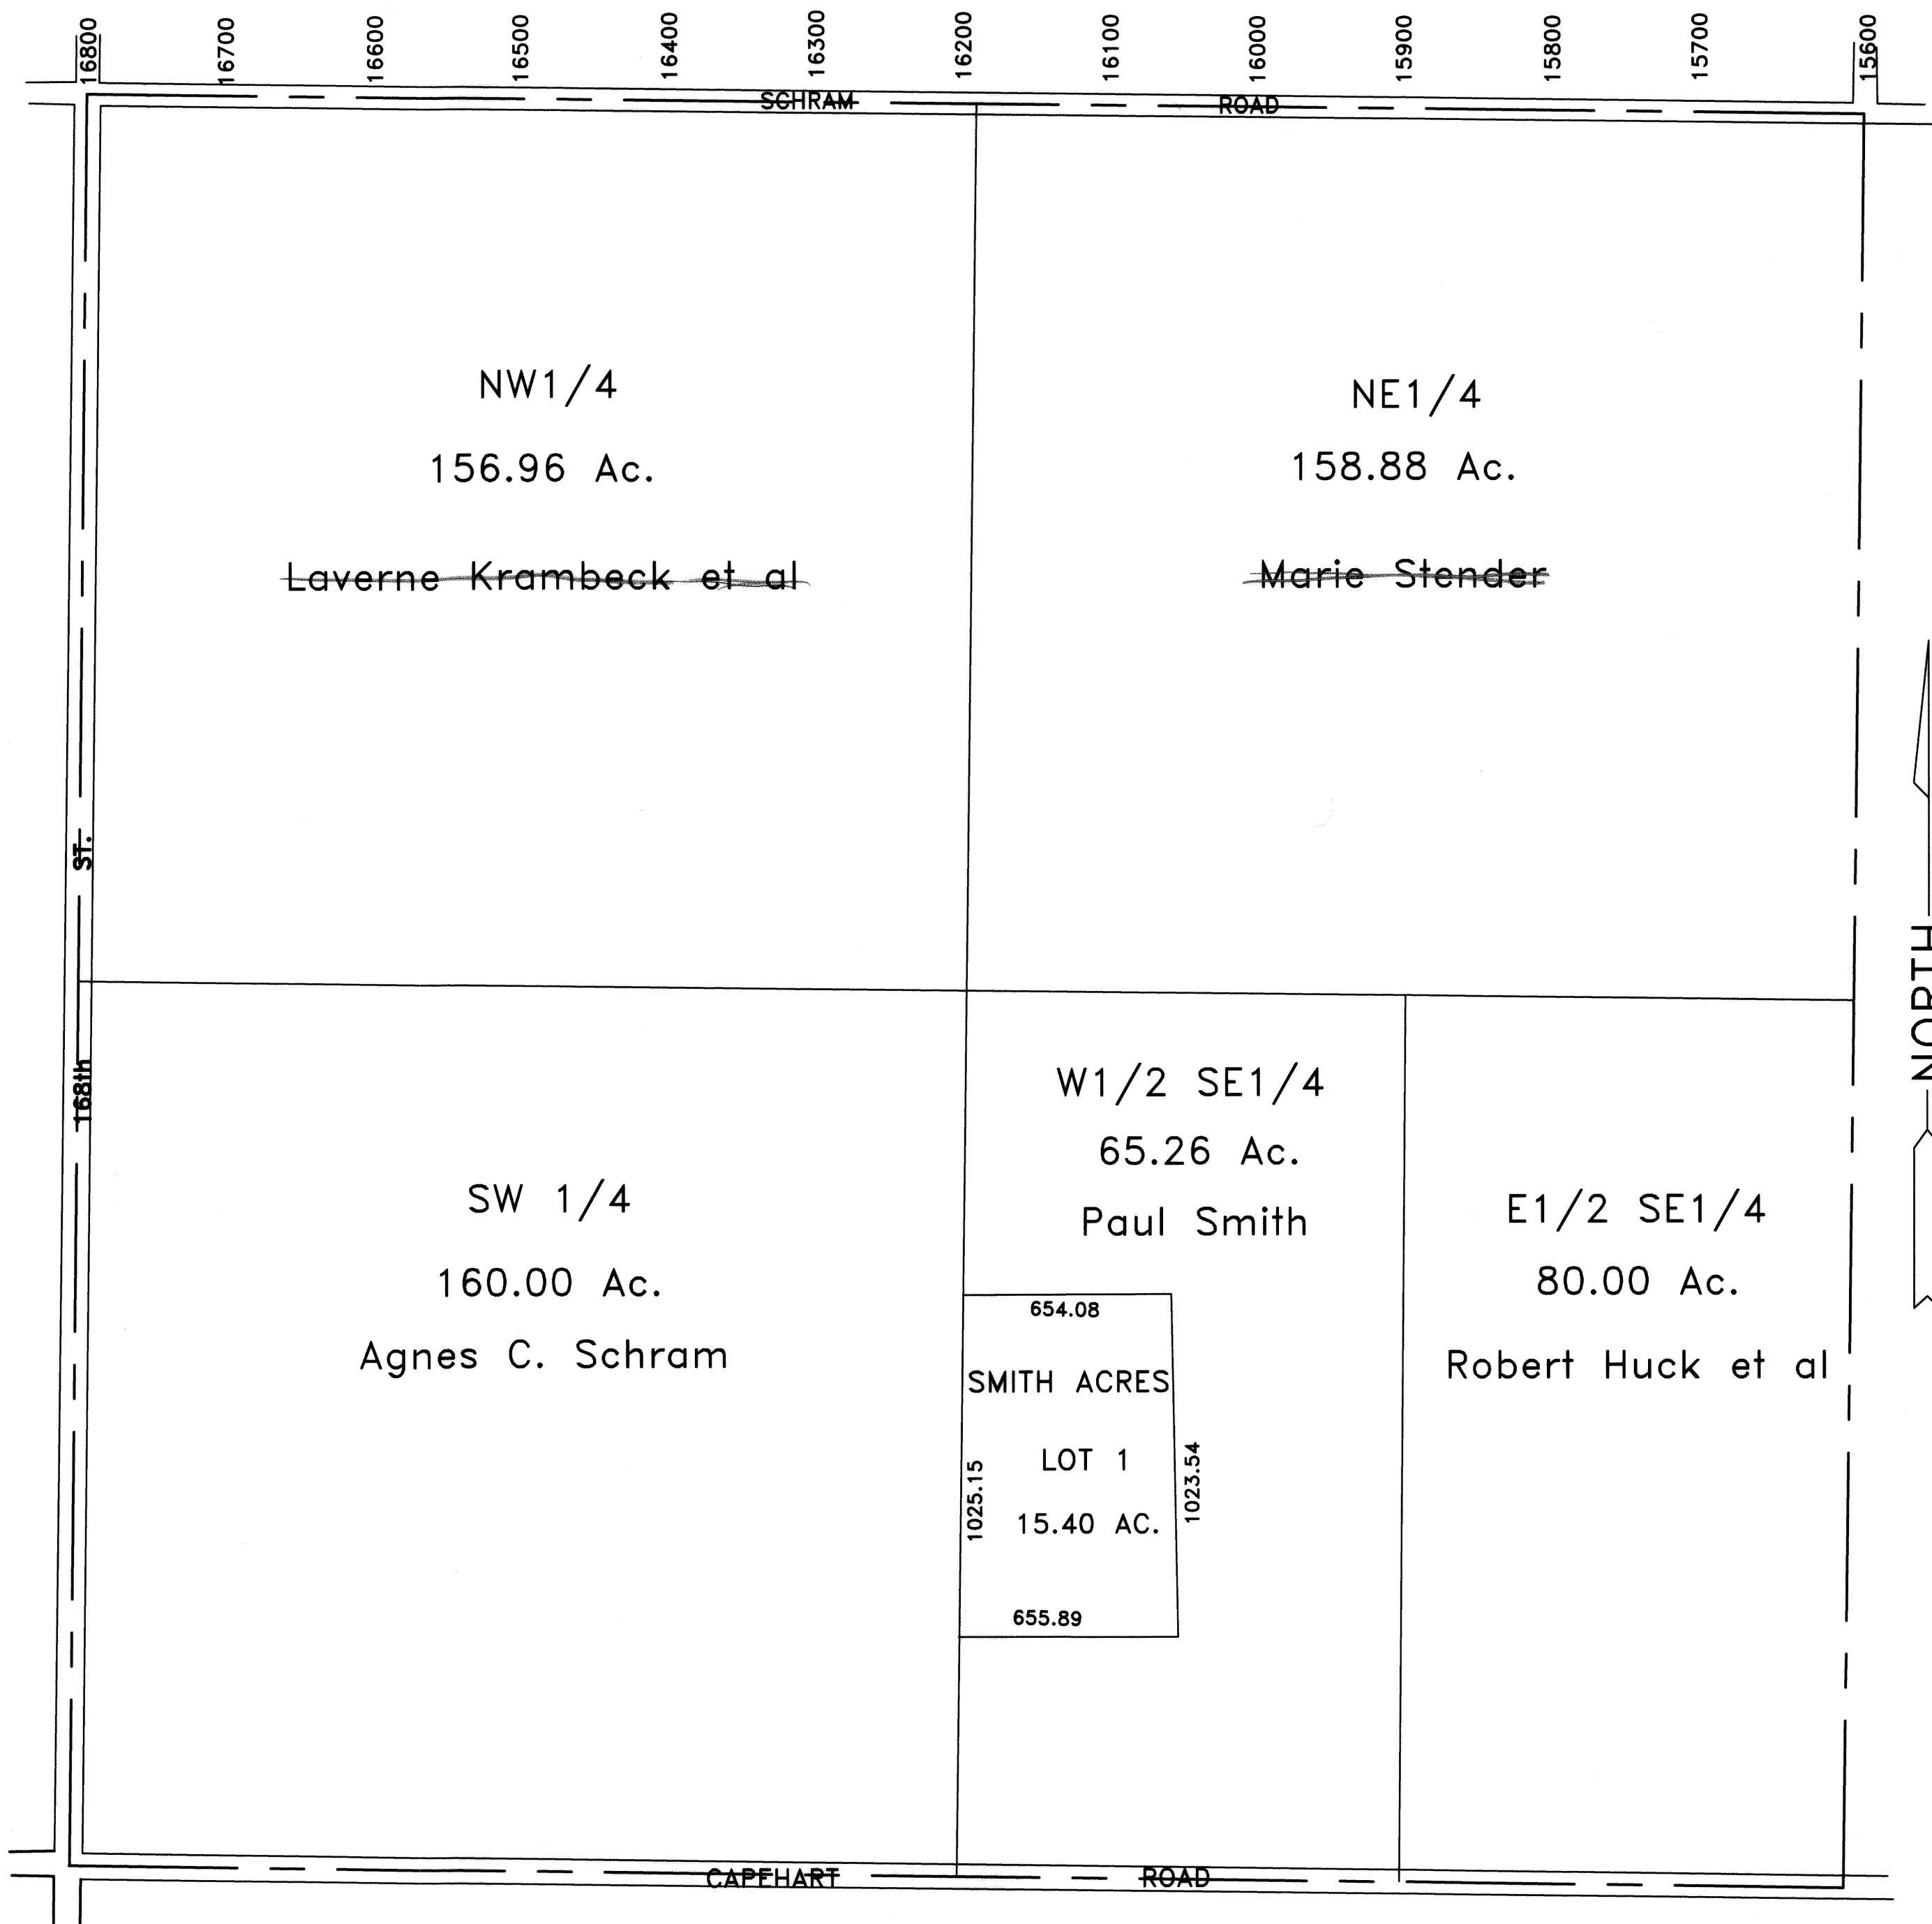 16800
16700
16600
16500
16400
16300
16200
16100
16000
15900
15800
15700
15600
SCHRAM ROAD
NW1/4
156.96 Ac.
Laverne Krambeck et al
NE1/4
158.88 Ac.
Marie Stender
168th ST.
NORTH
SW 1/4
160.00 Ac.
Agnes C. Schram
W1/2 SE1/4
65.26 Ac.
Paul Smith
654.08
SMITH ACRES
LOT 1
15.40 AC.
1025.15
1023.54
655.89
E1/2 SE1/4
80.00 Ac.
Robert Huck et al
CAPEHART ROAD